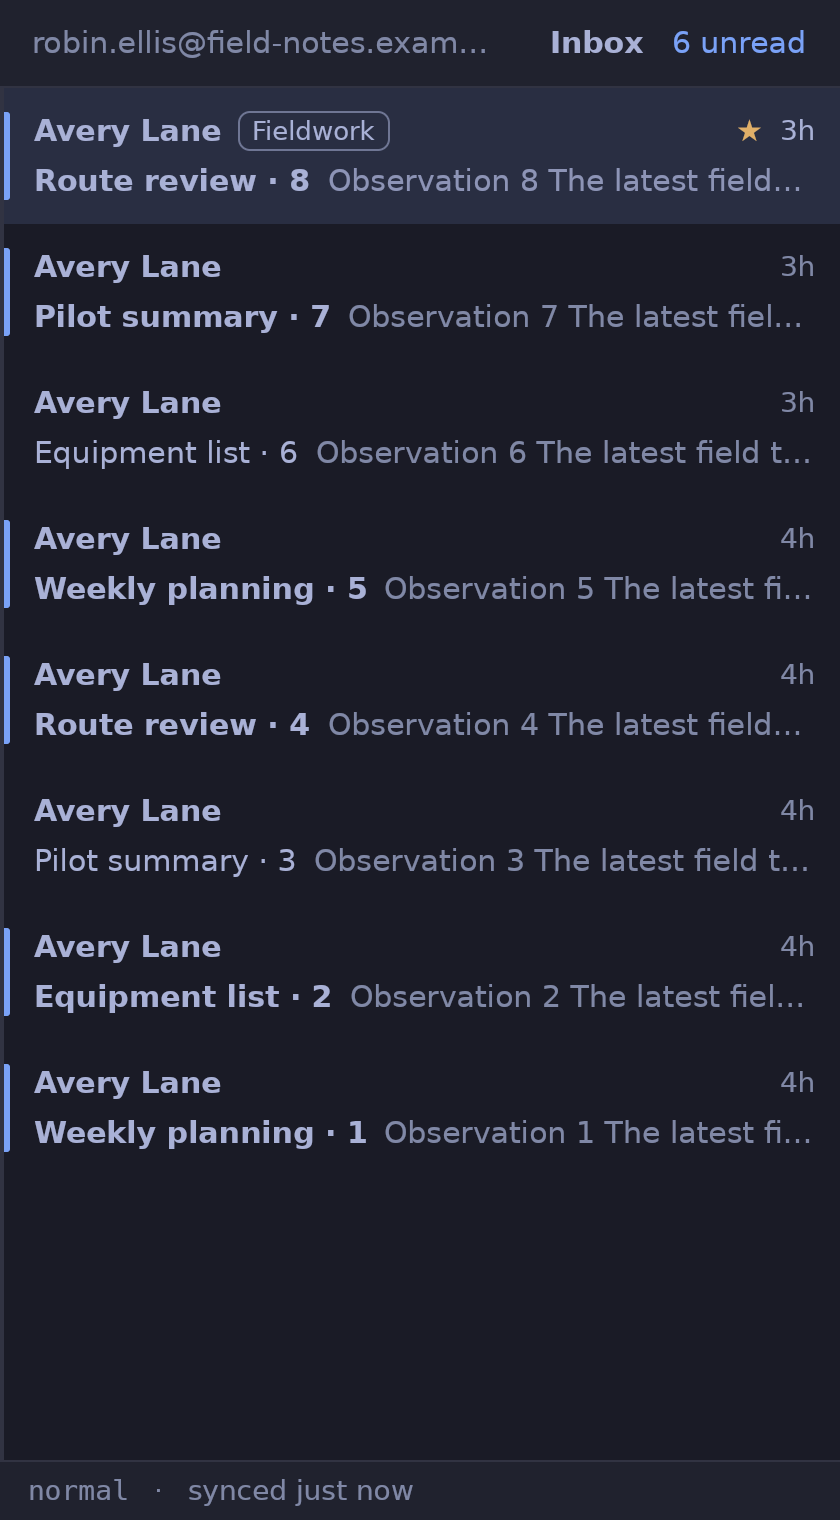 robin.ellis@field-notes.exam… Inbox 6 unread
Avery Lane Fieldwork ★ 3h
Route review · 8 Observation 8 The latest field…
Avery Lane 3h
Pilot summary · 7 Observation 7 The latest fiel…
Avery Lane 3h
Equipment list · 6 Observation 6 The latest field t…
Avery Lane 4h
Weekly planning · 5 Observation 5 The latest fi…
Avery Lane 4h
Route review · 4 Observation 4 The latest field…
Avery Lane 4h
Pilot summary · 3 Observation 3 The latest field t…
Avery Lane 4h
Equipment list · 2 Observation 2 The latest fiel…
Avery Lane 4h
Weekly planning · 1 Observation 1 The latest fi…
normal · synced just now